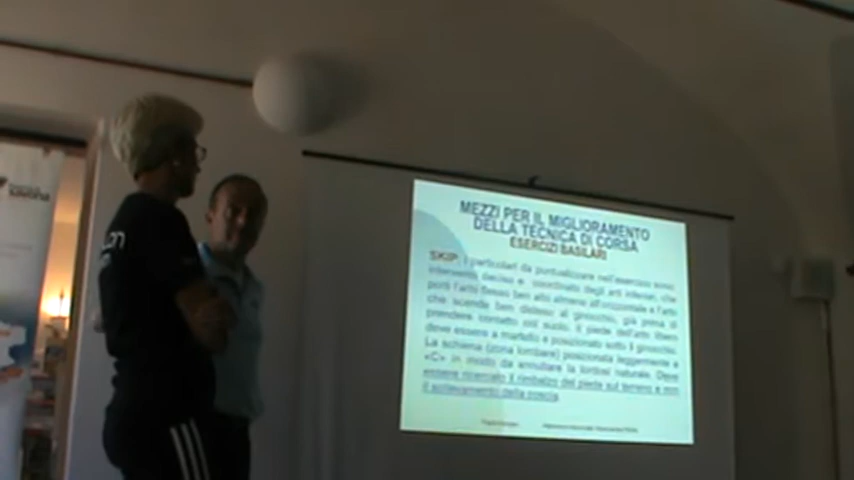 MEZZI PER IL MIGLIORAMENTO
DELLA TECNICA DI CORSA
ESERCIZI BASILARI
SKIP: I particolari da puntualizzare nell'esercizio sono:
intervento deciso e coordinato degli arti inferiori, che
porti l'arto flesso ben alto almeno all'orizzontale e l'arto
che scende ben disteso al ginocchio, già prima di
prendere contatto col suolo. Il piede dell'arto libero
deve essere a martello e posizionato sotto il ginocchio.
La schiena (zona lombare) posizionata leggermente a
«C» in modo da annullare la lordosi naturale. Deve
essere ricercato il rimbalzo del piede sul terreno e non
il sollevamento della coscia.